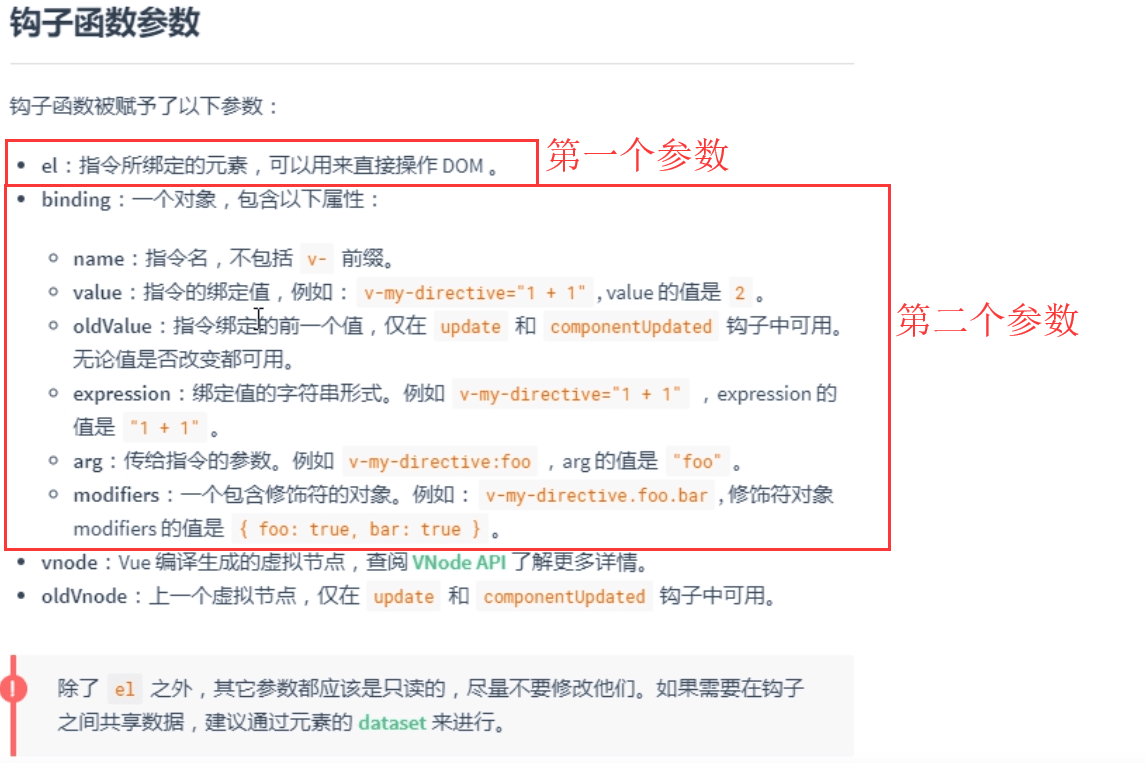 钩子函数参数
钩子函数被赋予了以下参数：
• el：指令所绑定的元素，可以用来直接操作 DOM 。
第一个参数
• binding：一个对象，包含以下属性：
○ name：指令名，不包括 v- 前缀。
○ value：指令的绑定值，例如： v-my-directive="1 + 1" , value 的值是 2 。
○ oldValue：指令绑定的前一个值，仅在 update 和 componentUpdated 钩子中可用。
无论值是否改变都可用。
第二个参数
○ expression：绑定值的字符串形式。例如 v-my-directive="1 + 1" ，expression 的
值是 "1 + 1" 。
○ arg：传给指令的参数。例如 v-my-directive:foo ，arg 的值是 "foo" 。
○ modifiers：一个包含修饰符的对象。例如： v-my-directive.foo.bar , 修饰符对象
modifiers 的值是 { foo: true, bar: true } 。
• vnode：Vue 编译生成的虚拟节点，查阅 VNode API 了解更多详情。
• oldVnode：上一个虚拟节点，仅在 update 和 componentUpdated 钩子中可用。
! 除了 el 之外，其它参数都应该是只读的，尽量不要修改他们。如果需要在钩子
之间共享数据，建议通过元素的 dataset 来进行。